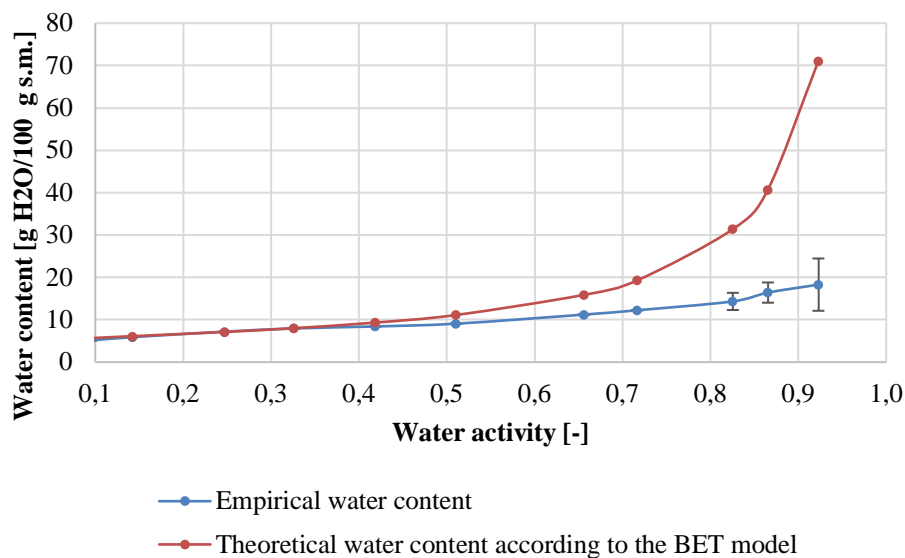 80
70
60
50
40
30
20
10
0
Water content [g H2O/100  g s.m.]
0,1 0,2 0,3 0,4 0,5 0,6 0,7 0,8 0,9 1,0
Water activity [-]
Empirical water content
Theoretical water content according to the BET model